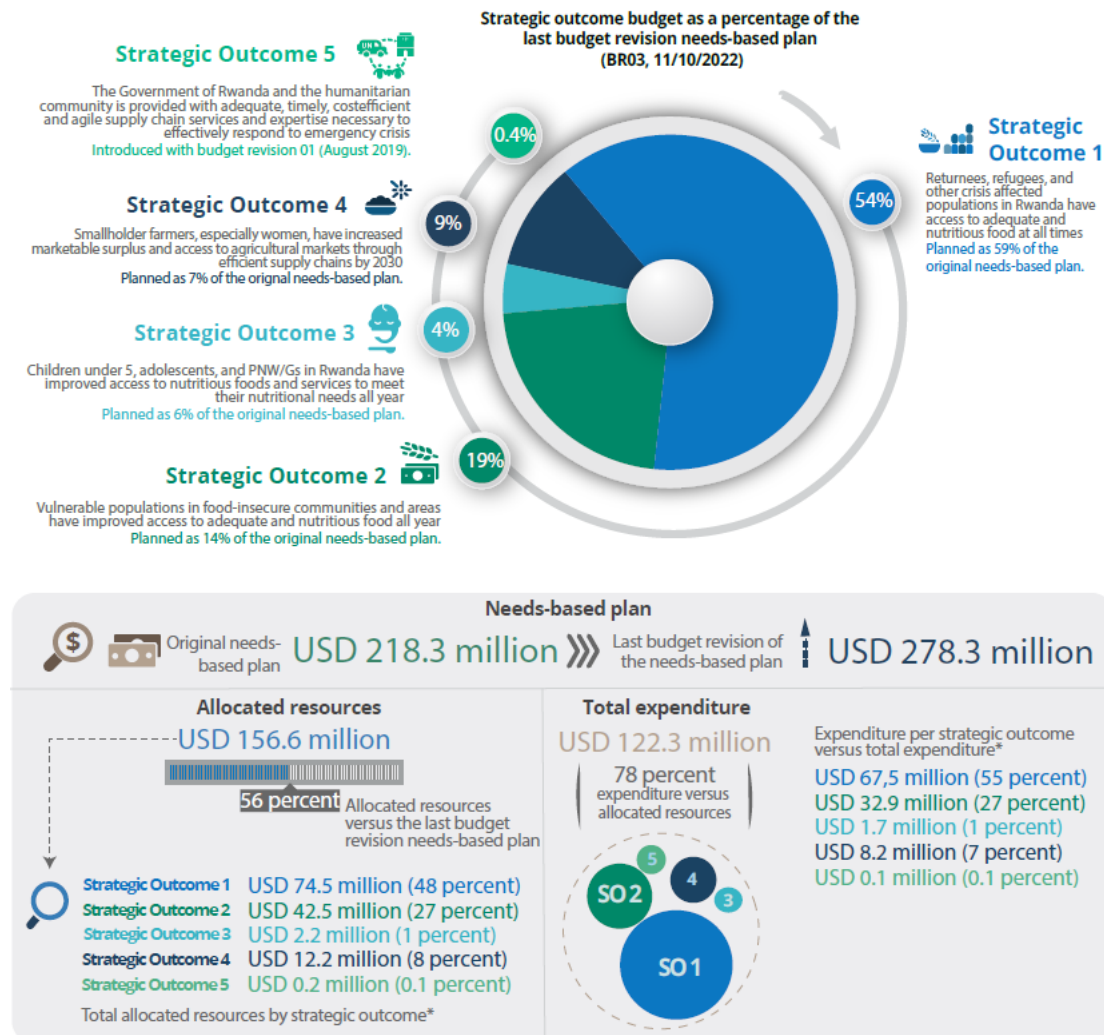 Strategic outcome budget as a percentage of the
last budget revision needs-based plan
(BR03, 11/10/2022)
Strategic Outcome 5
UN
The Government of Rwanda and the humanitarian
community is provided with adequate, timely, costefficient
and agile supply chain services and expertise necessary to
effectively respond to emergency crisis
Introduced with budget revision 01 (August 2019).
0.4%
Strategic
Outcome 1
Returnees, refugees, and
other crisis affected
populations in Rwanda have
access to adequate and
nutritious food at all times
Planned as 59% of the
original needs-based plan.
54%
Strategic Outcome 4
Smallholder farmers, especially women, have increased
marketable surplus and access to agricultural markets through
efficient supply chains by 2030
Planned as 7% of the orignal needs-based plan.
9%
Strategic Outcome 3
Children under 5, adolescents, and PNW/Gs in Rwanda have
improved access to nutritious foods and services to meet
their nutritional needs all year
Planned as 6% of the original needs-based plan.
4%
Strategic Outcome 2
Vulnerable populations in food-insecure communities and areas
have improved access to adequate and nutritious food all year
Planned as 14% of the original needs-based plan.
19%
Needs-based plan
$
Original needs-
based plan
USD 218.3 million
Last budget revision of
the needs-based plan
USD 278.3 million
Allocated resources
USD 156.6 million
56 percent
Allocated resources
versus the last budget
revision needs-based plan
Strategic Outcome 1 USD 74.5 million (48 percent)
Strategic Outcome 2 USD 42.5 million (27 percent)
Strategic Outcome 3 USD 2.2 million (1 percent)
Strategic Outcome 4 USD 12.2 million (8 percent)
Strategic Outcome 5 USD 0.2 million (0.1 percent)
Total allocated resources by strategic outcome*
Total expenditure
USD 122.3 million
78 percent
expenditure versus
allocated resources
5
4
SO 2
3
SO 1
Expenditure per strategic outcome
versus total expenditure*
USD 67,5 million (55 percent)
USD 32.9 million (27 percent)
USD 1.7 million (1 percent)
USD 8.2 million (7 percent)
USD 0.1 million (0.1 percent)